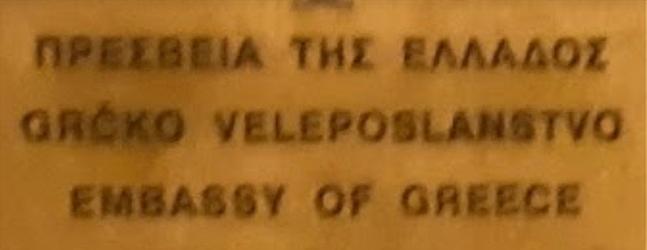 ΠΡΕΣΒΕΙΑ ΤΗΣ ΕΛΛΑΔΟΣ
GRČKO VELEPOSLANSTVO
EMBASSY OF GREECE